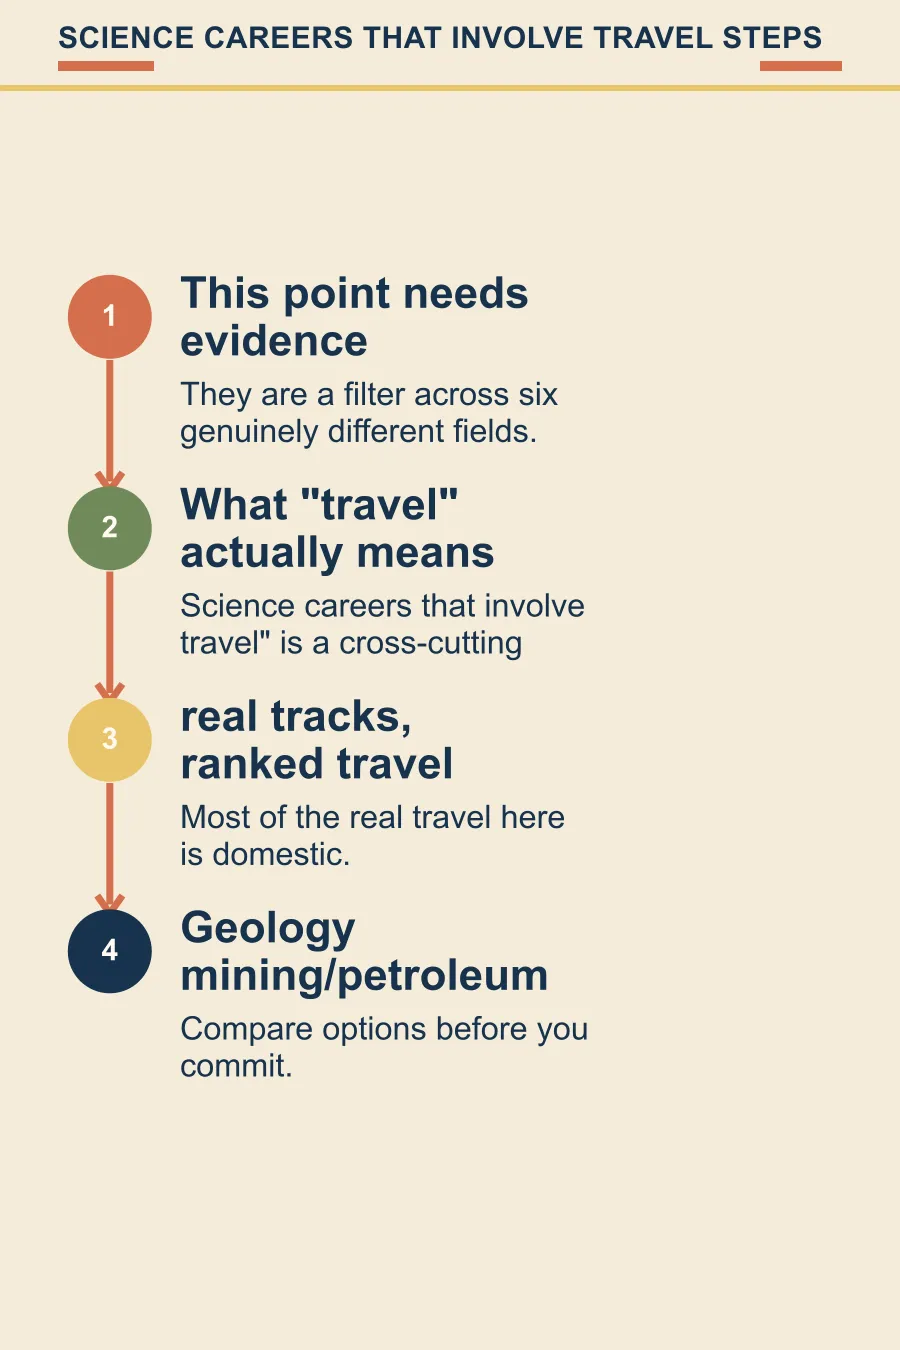 SCIENCE CAREERS THAT INVOLVE TRAVEL STEPS
1
This point needs
evidence
They are a filter across six
genuinely different fields.
2
What "travel"
actually means
Science careers that involve
travel" is a cross-cutting
3
real tracks,
ranked travel
Most of the real travel here
is domestic.
4
Geology
mining/petroleum
Compare options before you
commit.